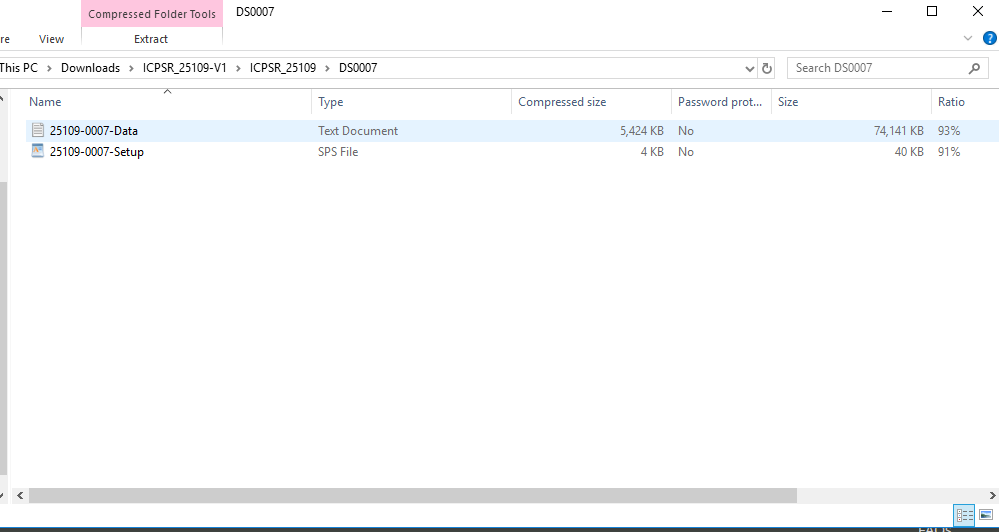 Compressed Folder Tools DS0007
re View Extract
This PC > Downloads > ICPSR_25109-V1 > ICPSR_25109 > DS0007 Search DS0007
Name Type Compressed size Password prot... Size Ratio
25109-0007-Data Text Document 5,424 KB No 74,141 KB 93%
25109-0007-Setup SPS File 4 KB No 40 KB 91%